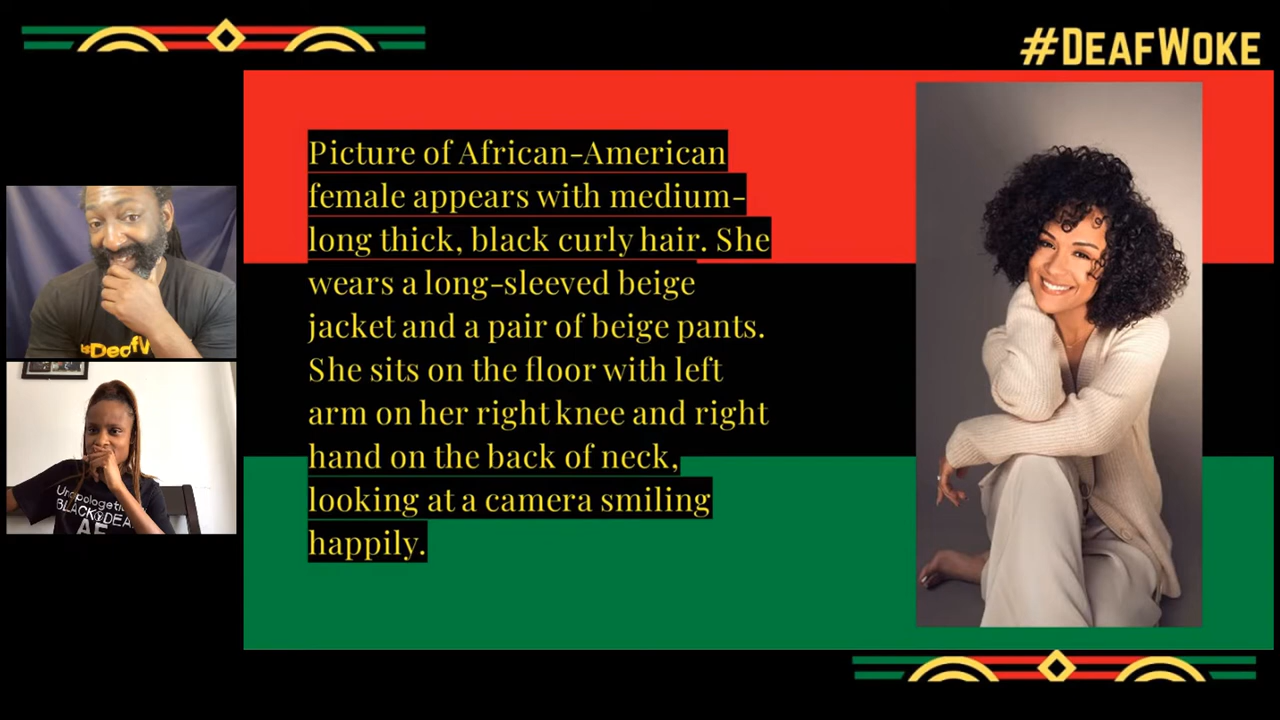 #DEAFWOKE
Picture of African-American
female appears with medium-
long thick, black curly hair. She
wears a long-sleeved beige
jacket and a pair of beige pants.
She sits on the floor with left
arm on her right knee and right
hand on the back of neck,
looking at a camera smiling
happily.
BLACK
AF